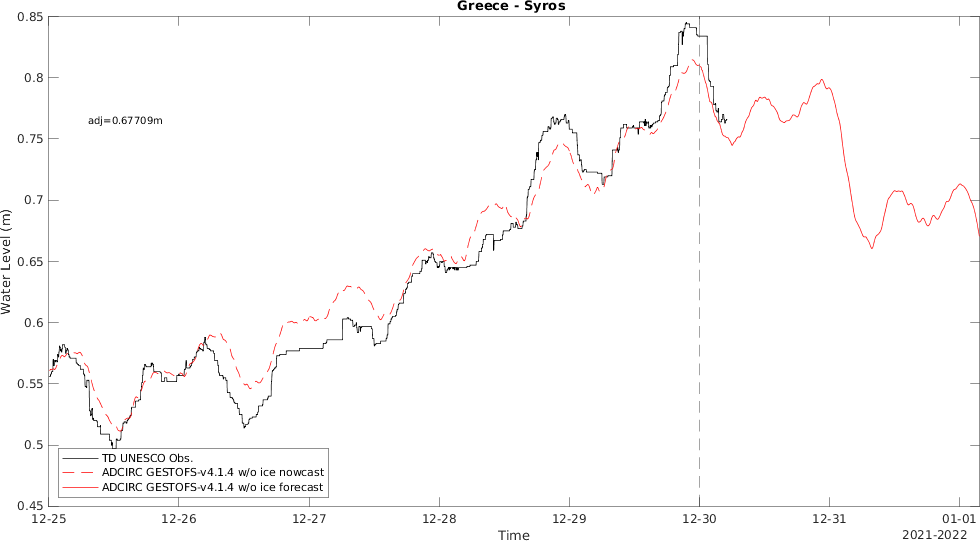 Greece - Syros
0.85
0.8
0.75
0.7
0.65
0.6
0.55
0.5
0.45
Water Level (m)
adj=0.67709m
TD UNESCO Obs.
ADCIRC GESTOFS-v4.1.4 w/o ice nowcast
ADCIRC GESTOFS-v4.1.4 w/o ice forecast
12-25 12-26 12-27 12-28 12-29 12-30 12-31 01-01
Time
2021-2022